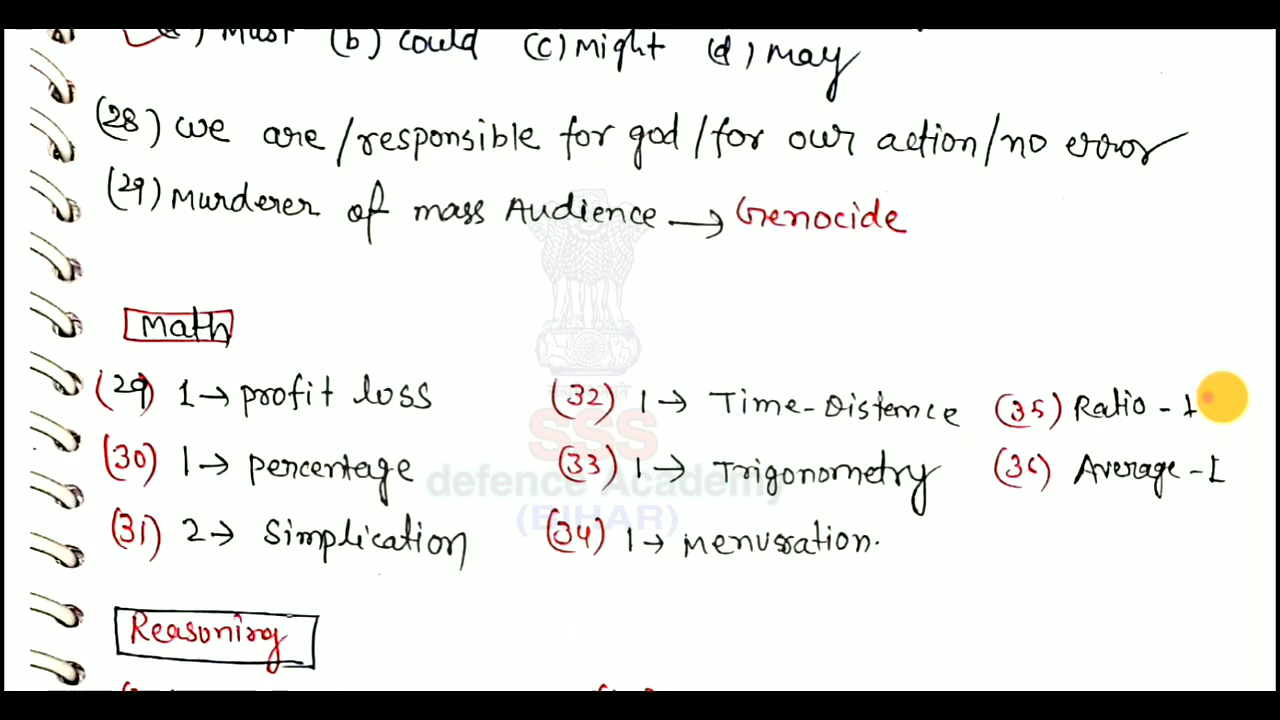 a) Must (b) Could (c) Might (d) May
(28) we are/responsible for god/for our action/no error
(29) Murderer of mass Audience → Genocide
Math
(29) 1→ profit loss (32) 1→ Time-Distence (35) Ratio - 1
(30) 1→ percentage (33) 1→ Trigonometry (36) Average - 1
(31) 2→ Simplication (34) 1→ Menusration.
SSS
defence Academy
(BIHAR)
Reasoning